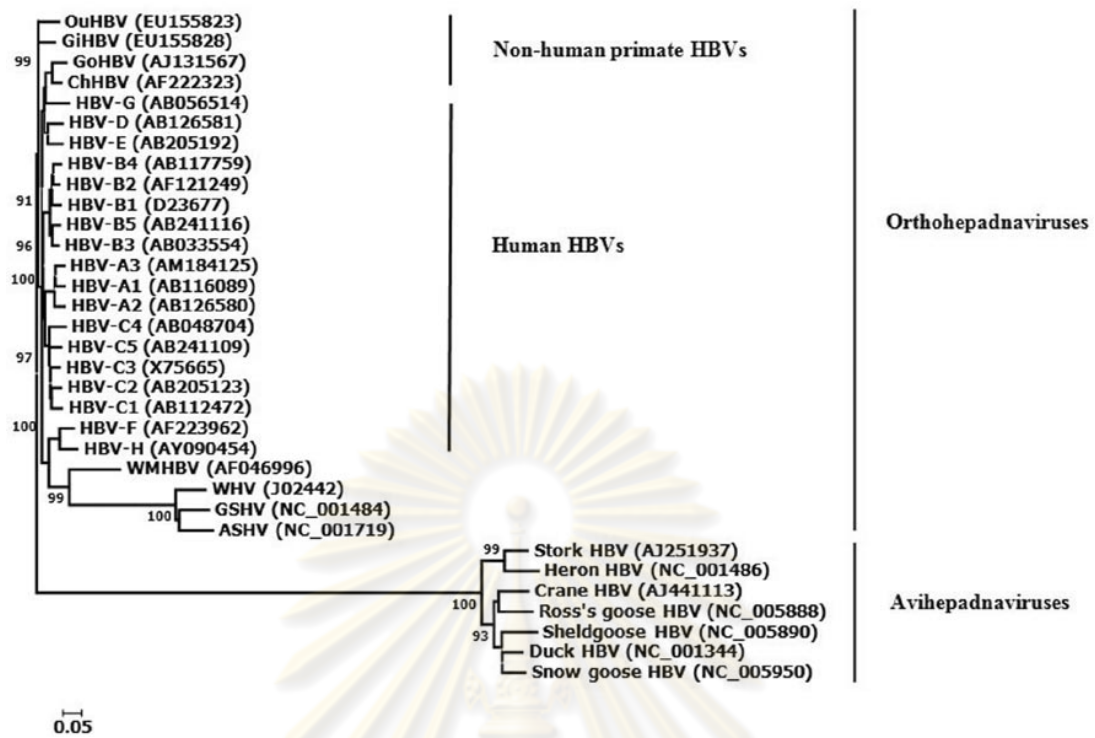 OuHBV (EU155823)
GiHBV (EU155828)
Non-human primate HBVs
99
GoHBV (AJ131567)
ChHBV (AF222323)
HBV-G (AB056514)
HBV-D (AB126581)
HBV-E (AB205192)
HBV-B4 (AB117759)
HBV-B2 (AF121249)
91
HBV-B1 (D23677)
HBV-B5 (AB241116)
Orthohepadnaviruses
96
HBV-B3 (AB033554)
Human HBVs
HBV-A3 (AM184125)
100
HBV-A1 (AB116089)
HBV-A2 (AB126580)
HBV-C4 (AB048704)
HBV-C5 (AB241109)
97
HBV-C3 (X75665)
HBV-C2 (AB205123)
HBV-C1 (AB112472)
100
HBV-F (AF223962)
HBV-H (AY090454)
WMHBV (AF046996)
99
WHV (J02442)
GSHV (NC_001484)
100
ASHV (NC_001719)
99
Stork HBV (AJ251937)
Heron HBV (NC_001486)
Crane HBV (AJ441113)
100
Avihepadnaviruses
Ross's goose HBV (NC_005888)
93
Sheldgoose HBV (NC_005890)
Duck HBV (NC_001344)
Snow goose HBV (NC_005950)
0.05